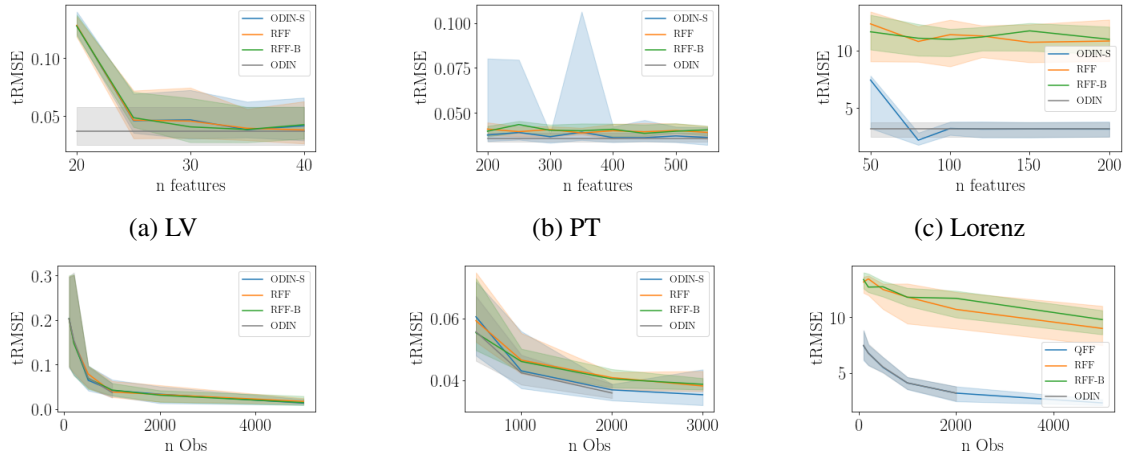 ODIN-S
RFF
RFF-B
ODIN
0.10
0.05
tRMSE
20
30
40
n features
(a) LV
ODIN-S
RFF
RFF-B
ODIN
0.100
0.075
0.050
tRMSE
200
300
400
500
n features
(b) PT
ODIN-S
RFF
RFF-B
ODIN
10
5
tRMSE
50
100
150
200
n features
(c) Lorenz
ODIN-S
RFF
RFF-B
ODIN
0.3
0.2
0.1
0.0
tRMSE
0
2000
4000
n Obs
ODIN-S
RFF
RFF-B
ODIN
0.06
0.04
tRMSE
1000
2000
3000
n Obs
QFF
RFF
RFF-B
ODIN
10
5
tRMSE
0
2000
4000
n Obs